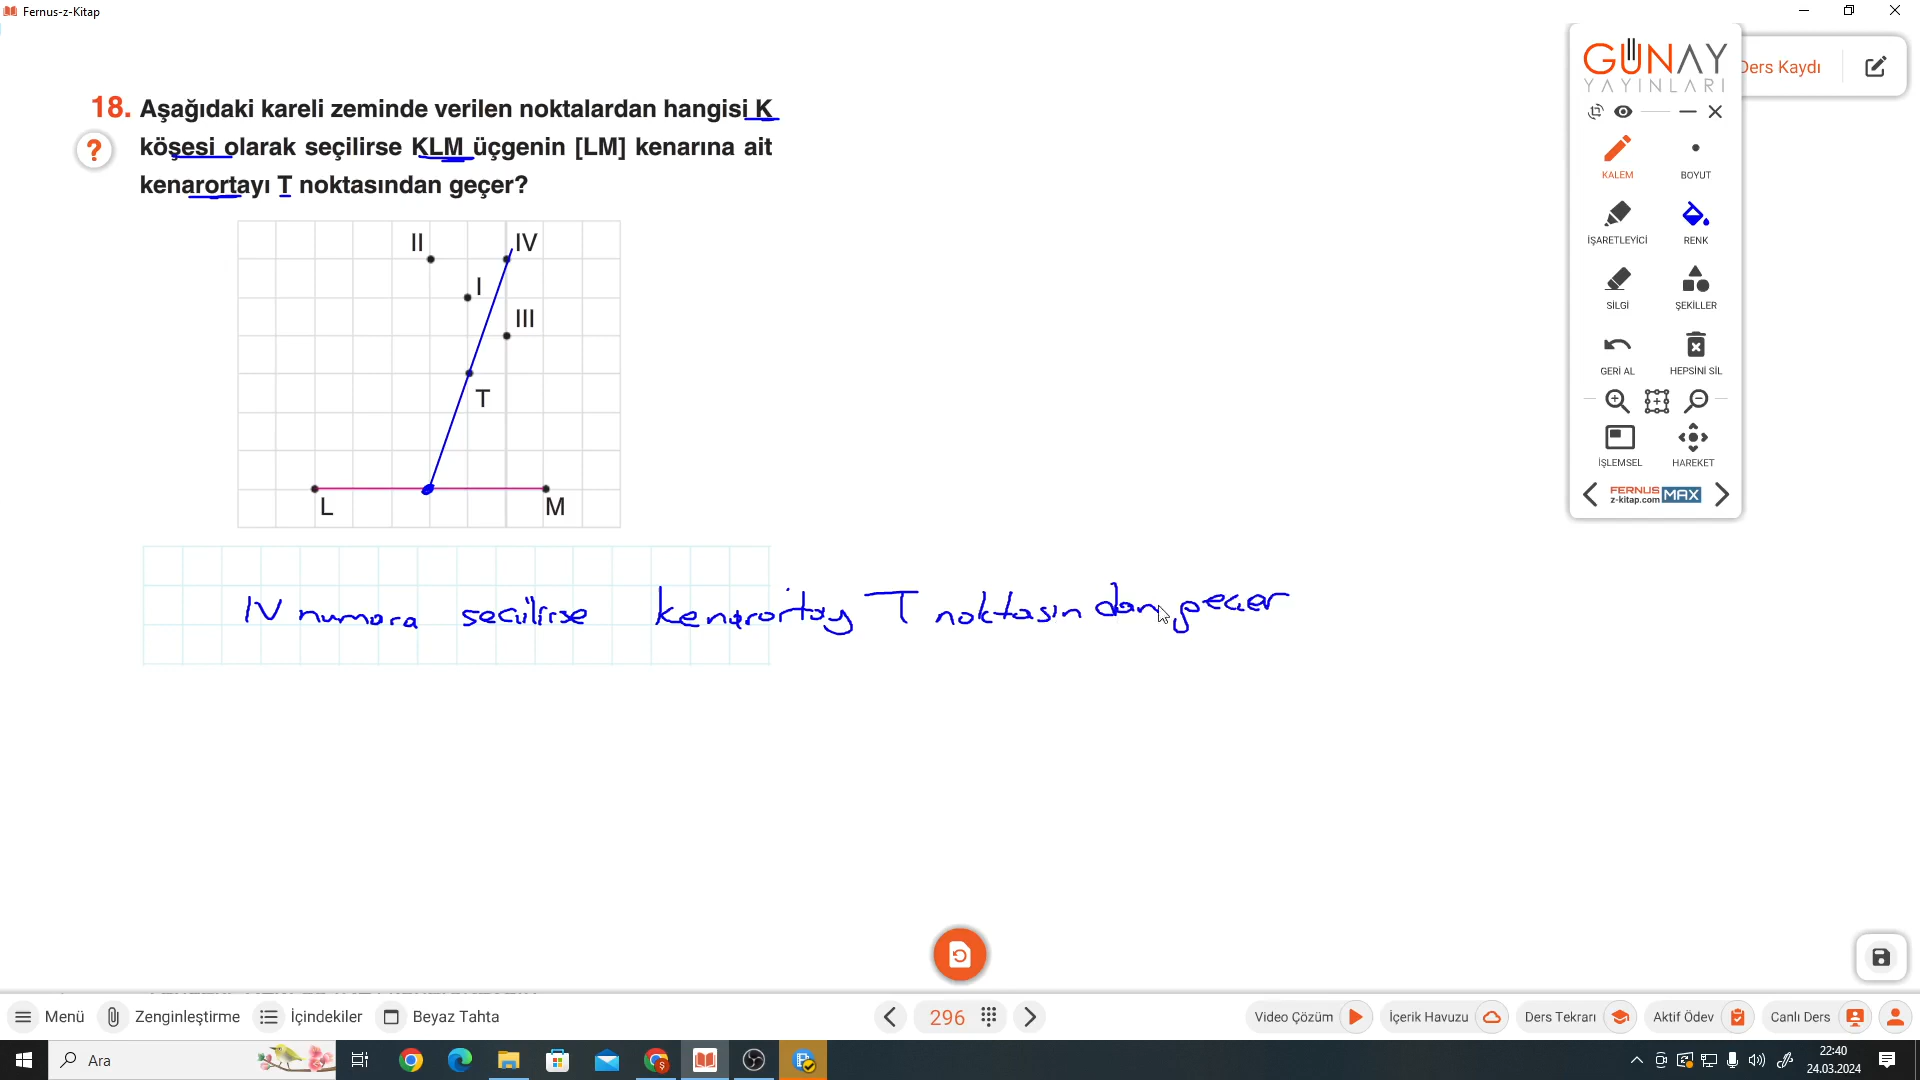 Fernus-z-Kitap
GÜNAY
YAYINLARI
Ders Kaydı
18. Aşağıdaki kareli zeminde verilen noktalardan hangisi K
köşesi olarak seçilirse KLM üçgenin [LM] kenarına ait
kenarortayı T noktasından geçer?
?
II
IV
I
III
T
L
M
IV numara seçilirse kenarortay T noktasından geçer
KALEM
BOYUT
İŞARETLEYİCİ
RENK
SİLGİ
ŞEKİLLER
GERİ AL
HEPSİNİ SİL
İŞLEMSEL
HAREKET
FERNUS
z-kitap.com
MAX
Menü
Zenginleştirme
İçindekiler
Beyaz Tahta
296
Video Çözüm
İçerik Havuzu
Ders Tekrarı
Aktif Ödev
Canlı Ders
Ara
22:40
24.03.2024